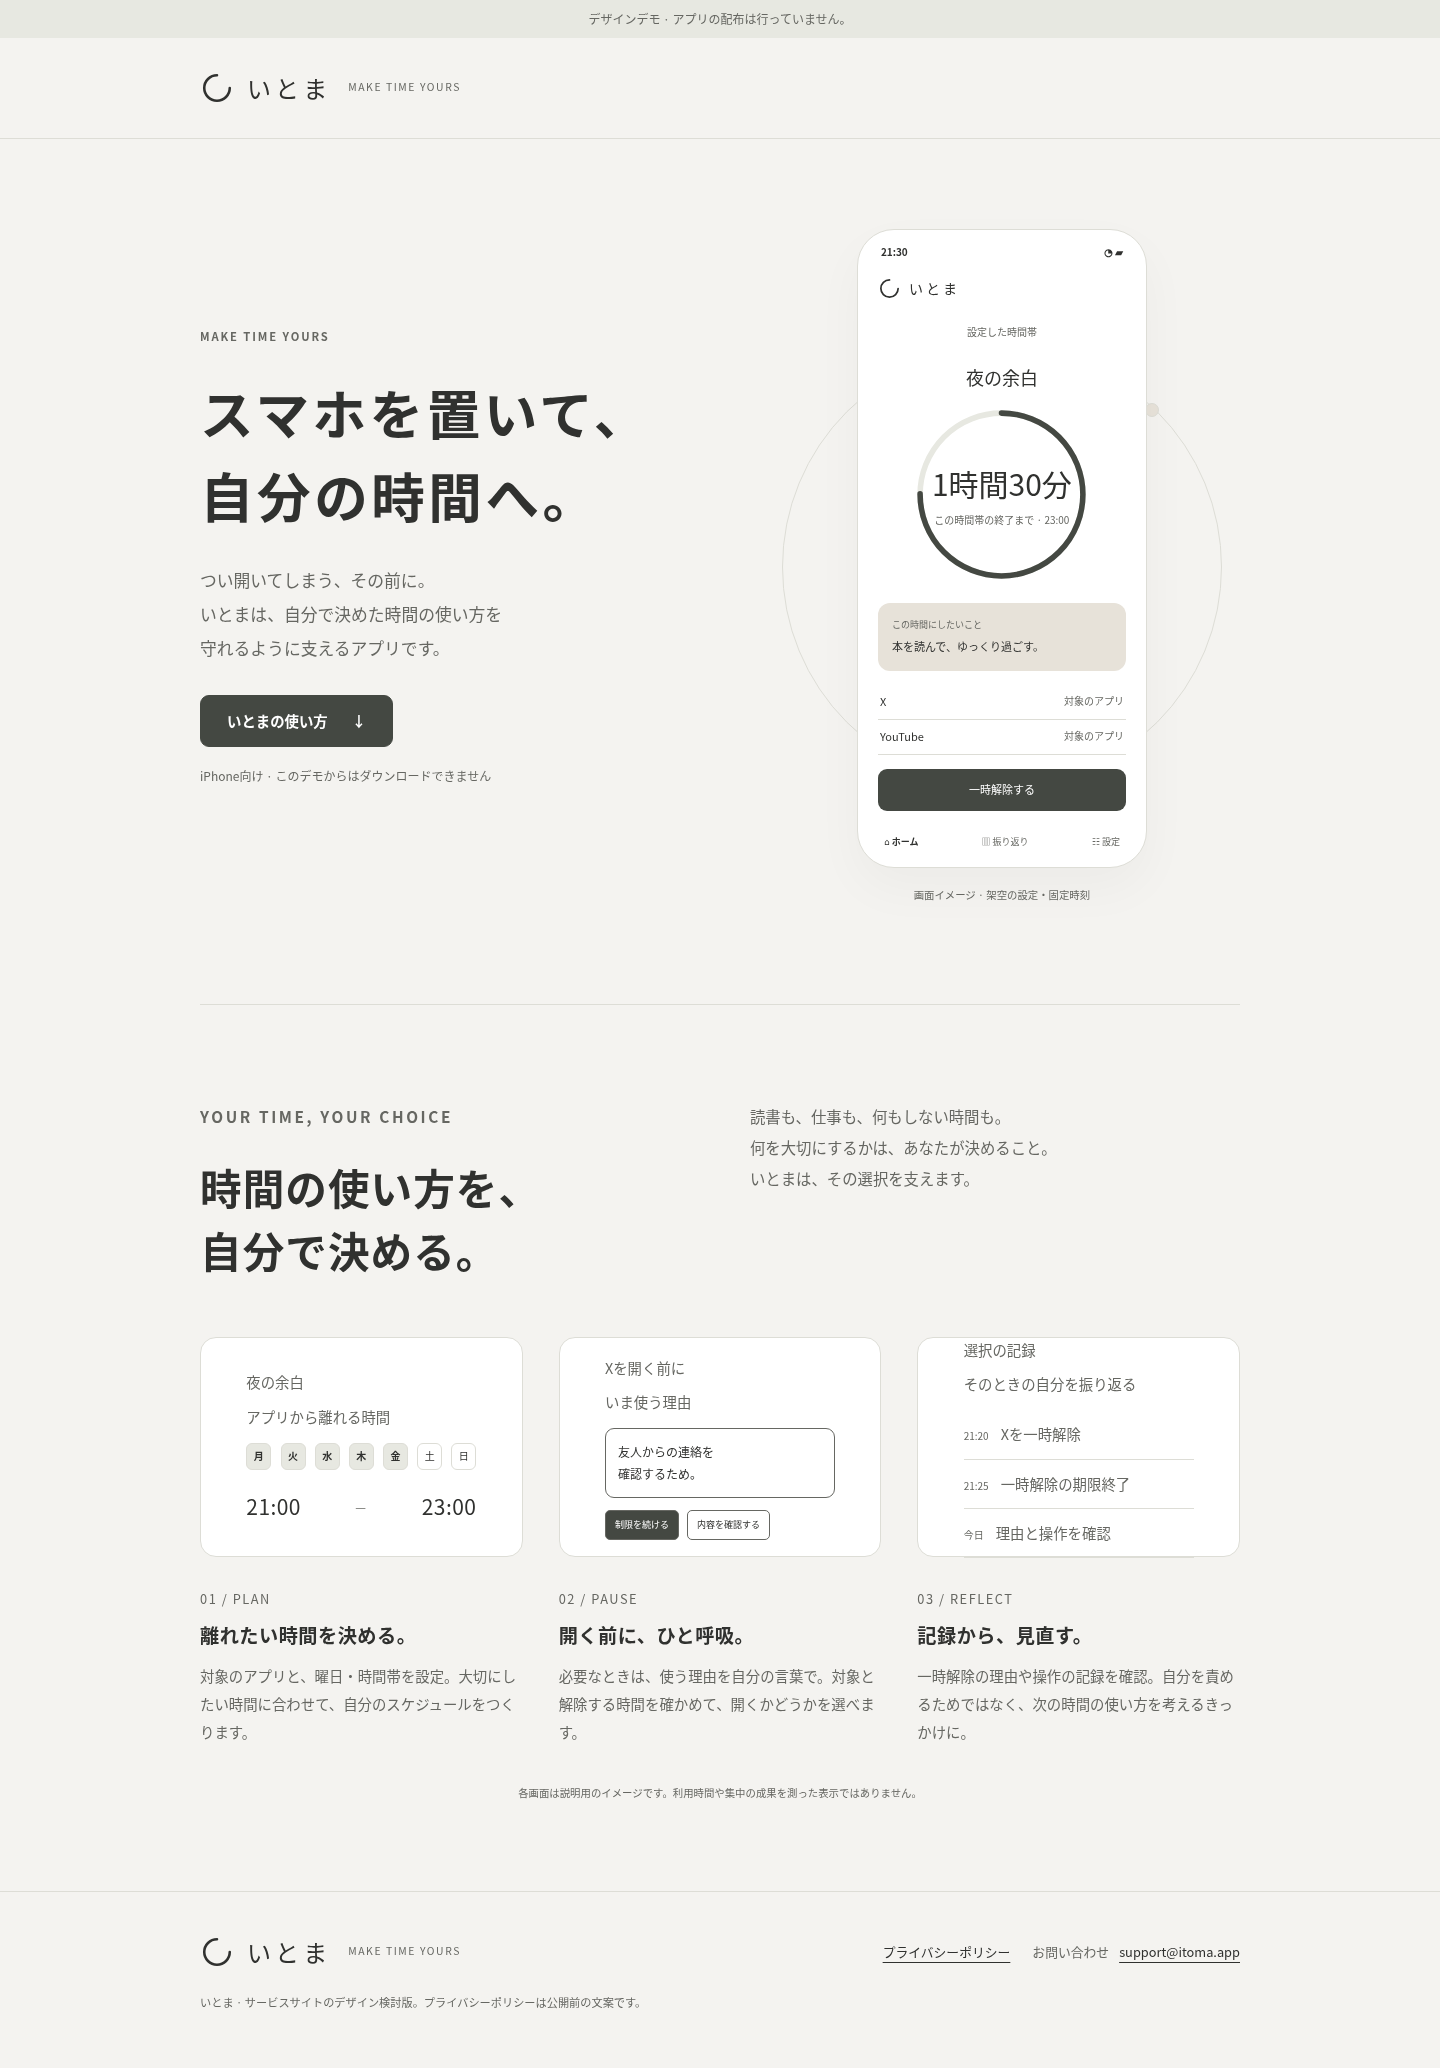 デザインデモ · アプリの配布は行っていません。
いとま MAKE TIME YOURS
MAKE TIME YOURS
スマホを置いて、
自分の時間へ。
つい開いてしまう、その前に。
いとまは、自分で決めた時間の使い方を
守れるように支えるアプリです。
いとまの使い方 ↓
iPhone向け · このデモからはダウンロードできません
21:30
いとま
設定した時間帯
夜の余白
1時間30分
この時間帯の終了まで · 23:00
この時間にしたいこと
本を読んで、ゆっくり過ごす。
X 対象のアプリ
YouTube 対象のアプリ
一時解除する
ホーム 振り返り 設定
画面イメージ · 架空の設定・固定時刻
YOUR TIME, YOUR CHOICE
時間の使い方を、
自分で決める。
読書も、仕事も、何もしない時間も。
何を大切にするかは、あなたが決めること。
いとまは、その選択を支えます。
夜の余白
アプリから離れる時間
月 火 水 木 金 土 日
21:00 — 23:00
01 / PLAN
離れたい時間を決める。
対象のアプリと、曜日・時間帯を設定。大切にし
たい時間に合わせて、自分のスケジュールをつく
ります。
Xを開く前に
いま使う理由
友人からの連絡を
確認するため。
制限を続ける 内容を確認する
02 / PAUSE
開く前に、ひと呼吸。
必要なときは、使う理由を自分の言葉で。対象と
解除する時間を確かめて、開くかどうかを選べま
す。
選択の記録
そのときの自分を振り返る
21:20 Xを一時解除
21:25 一時解除の期限終了
今日 理由と操作を確認
03 / REFLECT
記録から、見直す。
一時解除の理由や操作の記録を確認。自分を責め
るためではなく、次の時間の使い方を考えるきっ
かけに。
各画面は説明用のイメージです。利用時間や集中の成果を測った表示ではありません。
いとま MAKE TIME YOURS
プライバシーポリシー お問い合わせ support@itoma.app
いとま · サービスサイトのデザイン検討版。プライバシーポリシーは公開前の文案です。